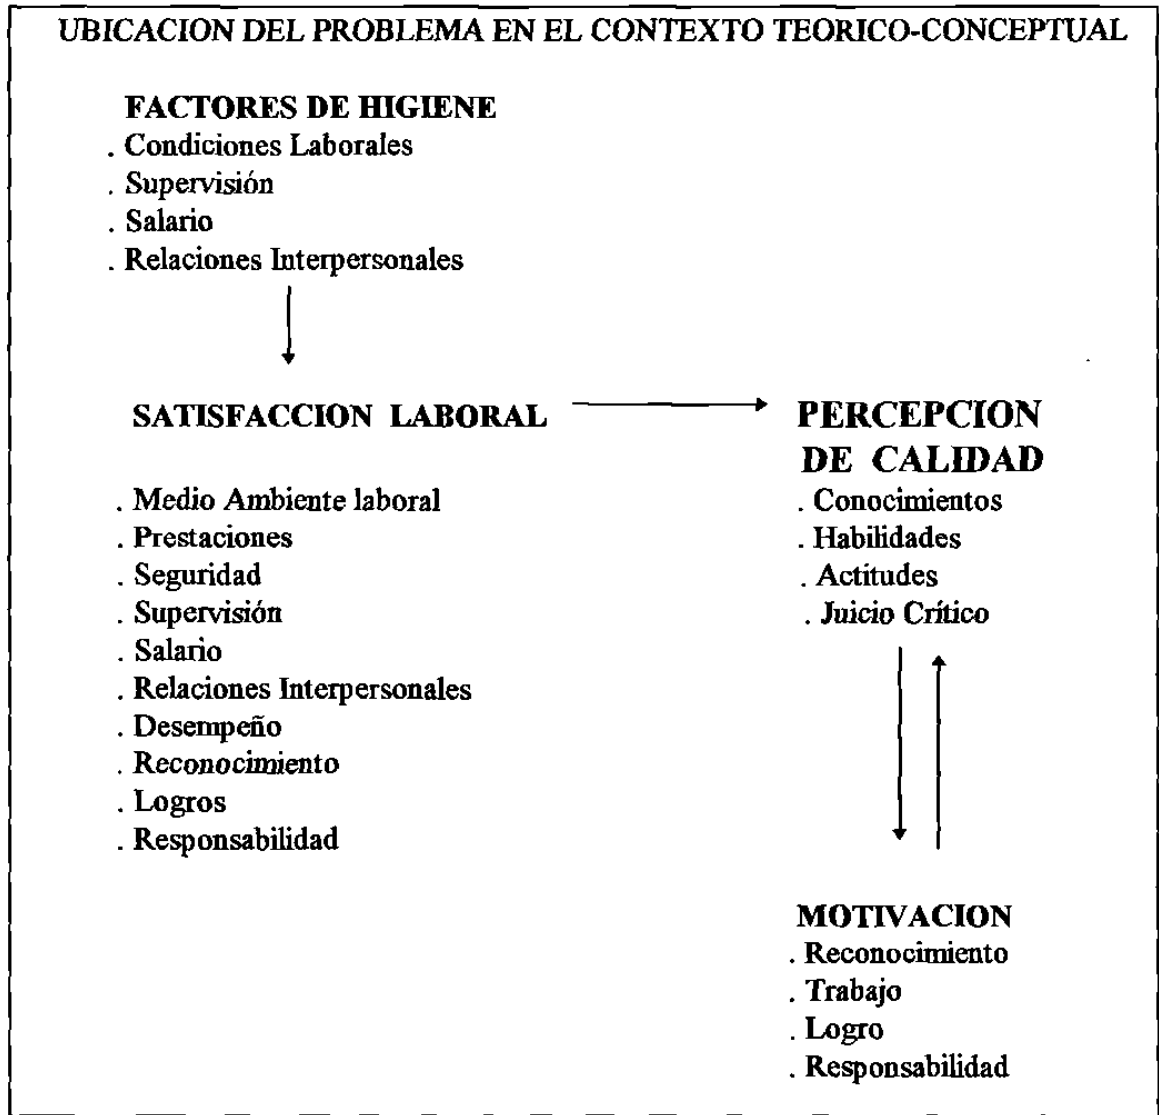 UBICACION DEL PROBLEMA EN EL CONTEXTO TEORICO-CONCEPTUAL
FACTORES DE HIGIENE
. Condiciones Laborales
. Supervisión
. Salario
. Relaciones Interpersonales
SATISFACCION LABORAL
. Medio Ambiente laboral
. Prestaciones
. Seguridad
. Supervisión
. Salario
. Relaciones Interpersonales
. Desempeño
. Reconocimiento
. Logros
. Responsabilidad
PERCEPCION
DE CALIDAD
. Conocimientos
. Habilidades
. Actitudes
. Juicio Crítico
MOTIVACION
. Reconocimiento
. Trabajo
. Logro
. Responsabilidad